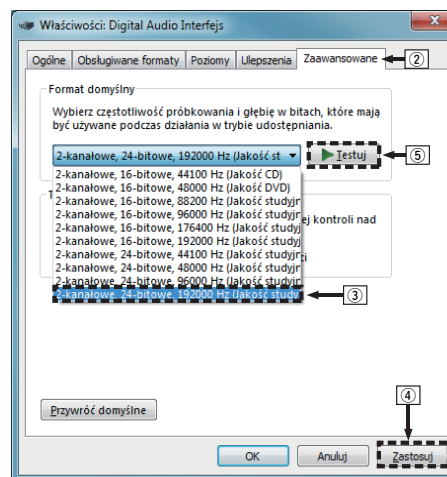 Właściwości: Digital Audio Interfejs
Ogólne Obsługiwane formaty Poziomy Ulepszenia Zaawansowane
②
Format domyślny
Wybierz częstotliwość próbkowania i głębię w bitach, które mają
być używane podczas działania w trybie udostępniania.
2-kanałowe, 24-bitowe, 192000 Hz (Jakość st
Testuj
⑤
2-kanałowe, 16-bitowe, 44100 Hz (Jakość CD)
2-kanałowe, 16-bitowe, 48000 Hz (Jakość DVD)
2-kanałowe, 16-bitowe, 88200 Hz (Jakość studyjn
2-kanałowe, 16-bitowe, 96000 Hz (Jakość studyjn
2-kanałowe, 16-bitowe, 176400 Hz (Jakość studyj
ej kontroli nad
2-kanałowe, 16-bitowe, 192000 Hz (Jakość studyj
2-kanałowe, 24-bitowe, 44100 Hz (Jakość studyjn
2-kanałowe, 24-bitowe, 48000 Hz (Jakość studyjn
2-kanałowe, 24-bitowe, 96000 Hz (Jakość studyjn
2-kanałowe, 24-bitowe, 192000 Hz (Jakość study
③
④
Przywróć domyślne
OK Anuluj Zastosuj